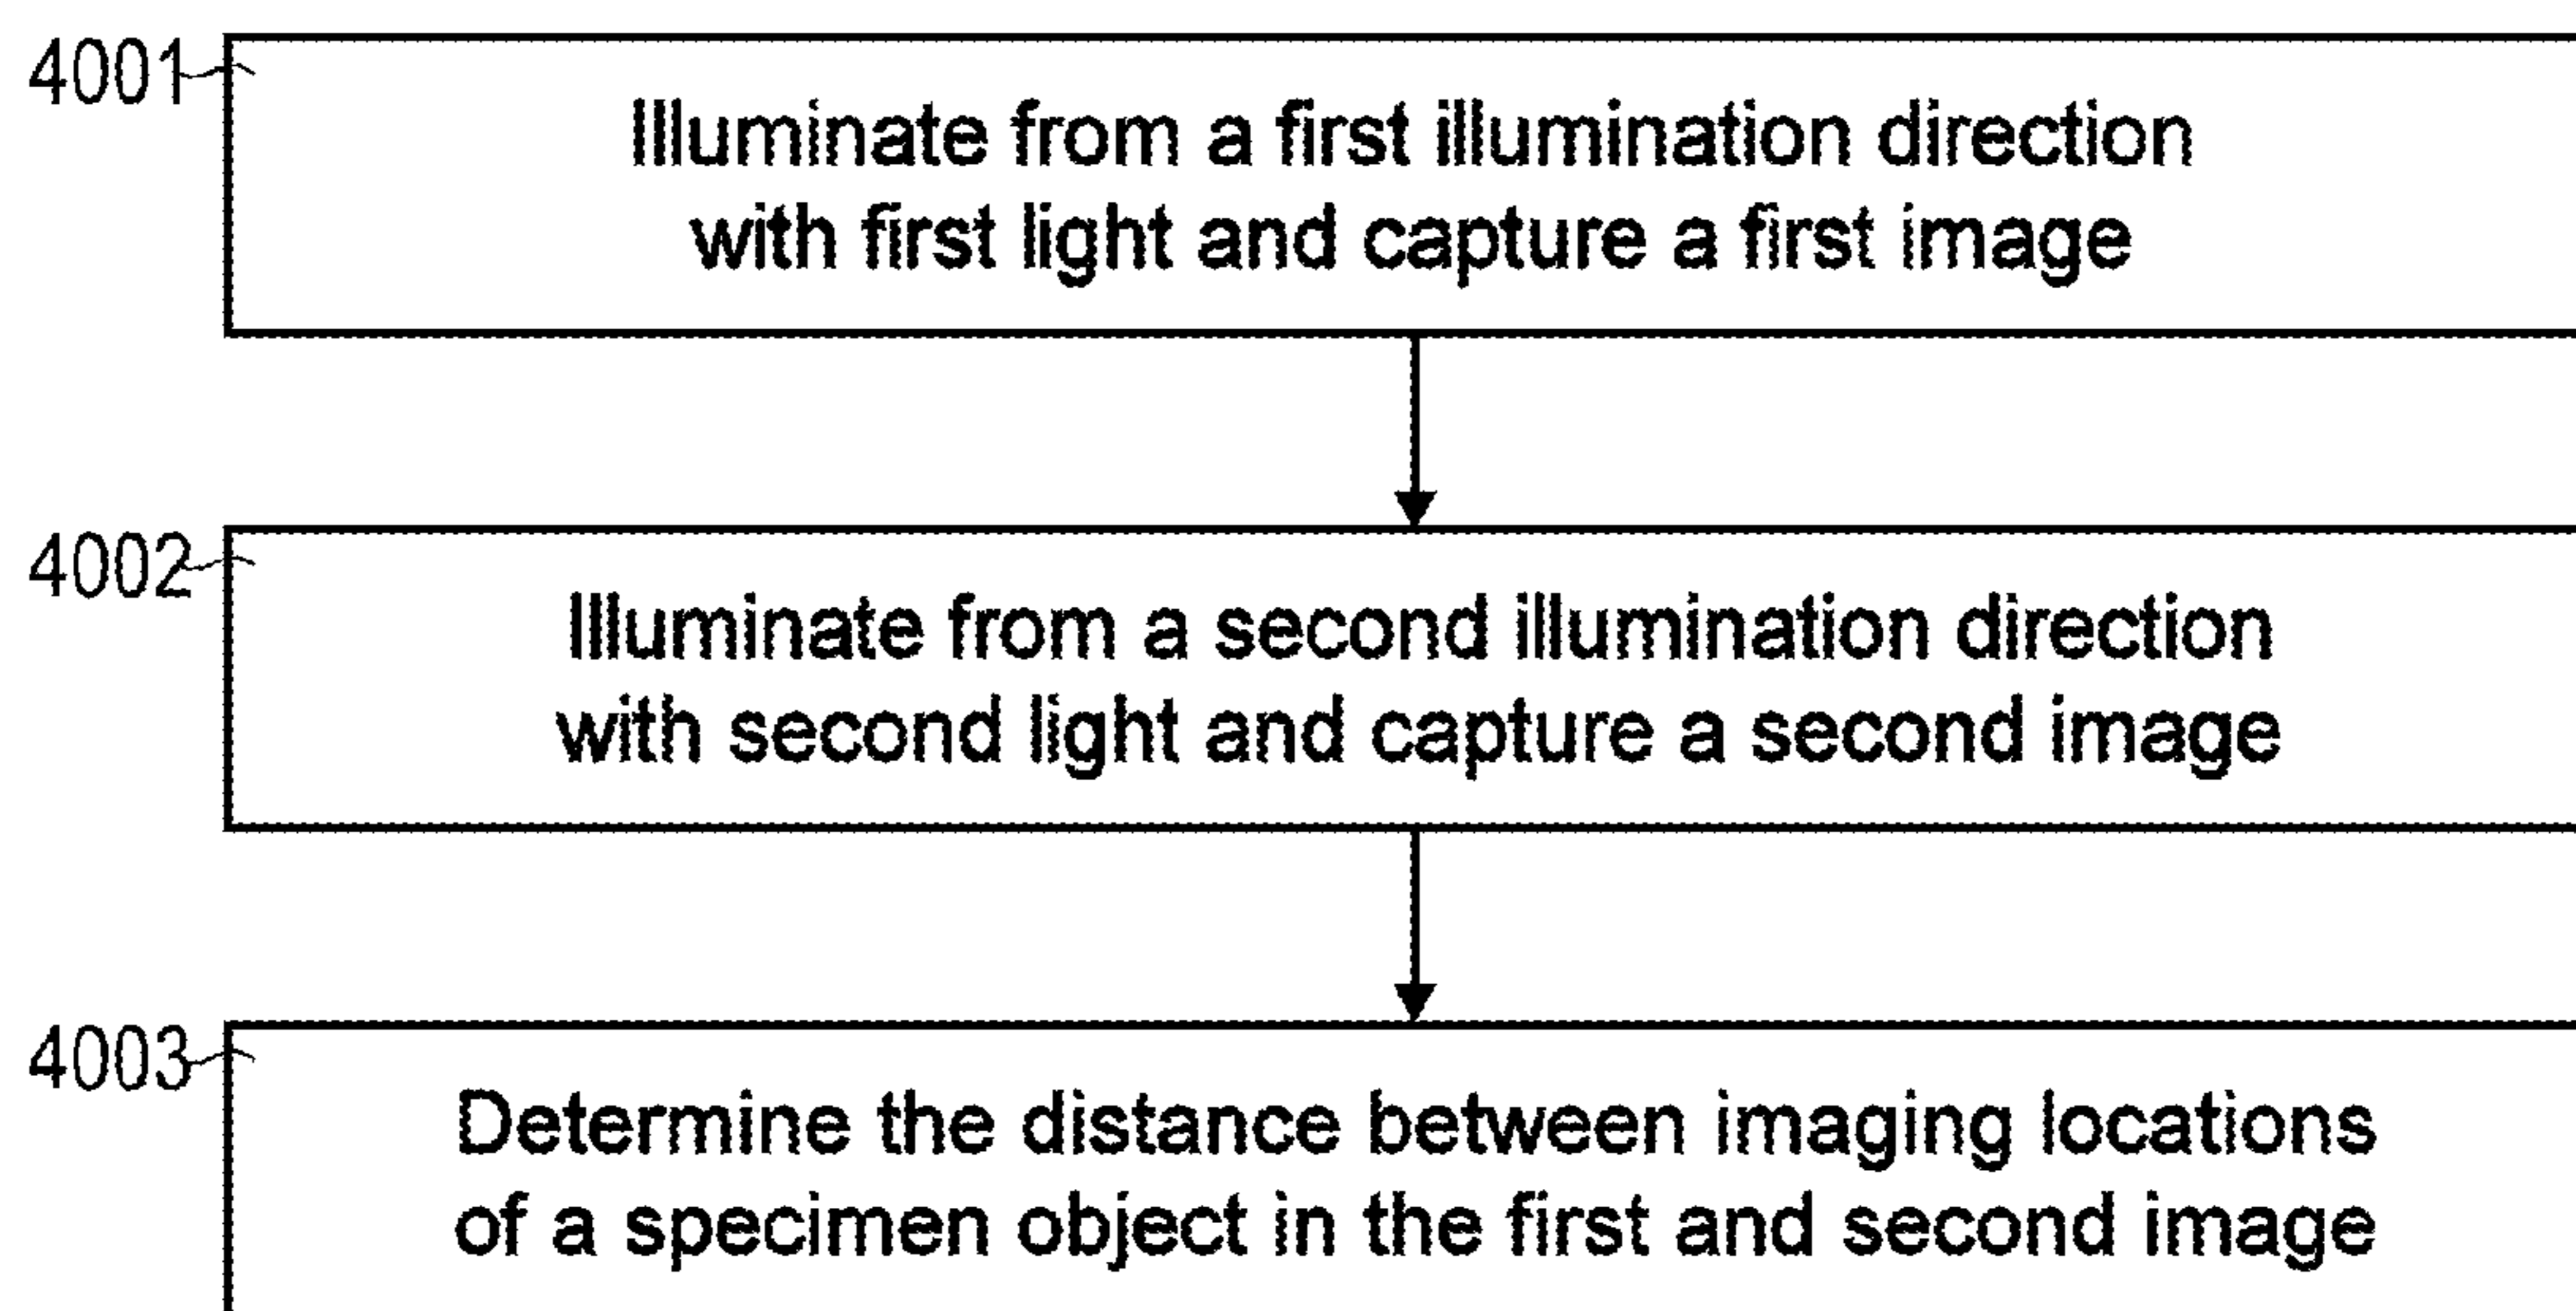 4001
Illuminate from a first illumination direction
with first light and capture a first image
4002
Illuminate from a second illumination direction
with second light and capture a second image
4003
Determine the distance between imaging locations
of a specimen object in the first and second image